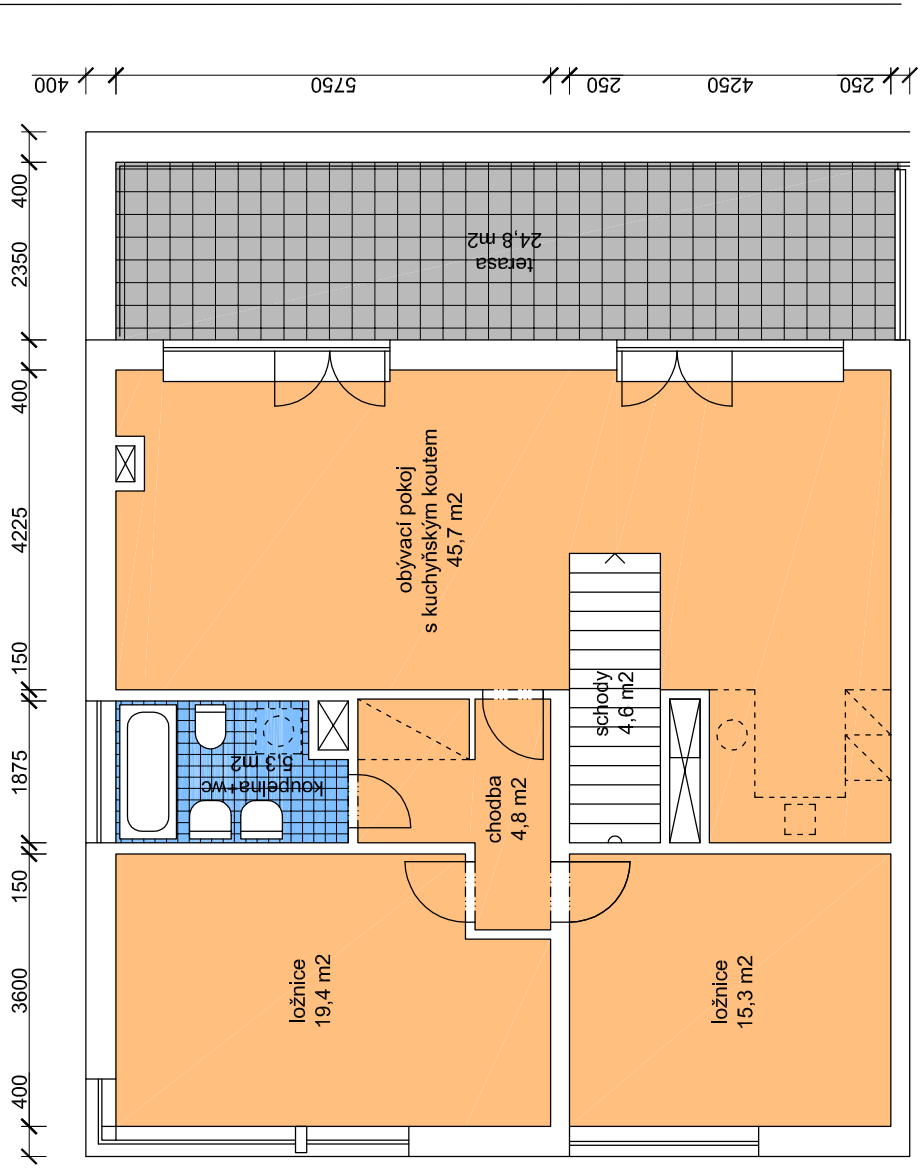 400
5750
250
4250
250
400
2350
400
4225
150
1875
150
3600
400
terasa
24,8 m2
obývací pokoj
s kuchyňským koutem
45,7 m2
schody
4,6 m2
koupelna+wc
5,3 m2
chodba
4,8 m2
ložnice
19,4 m2
ložnice
15,3 m2